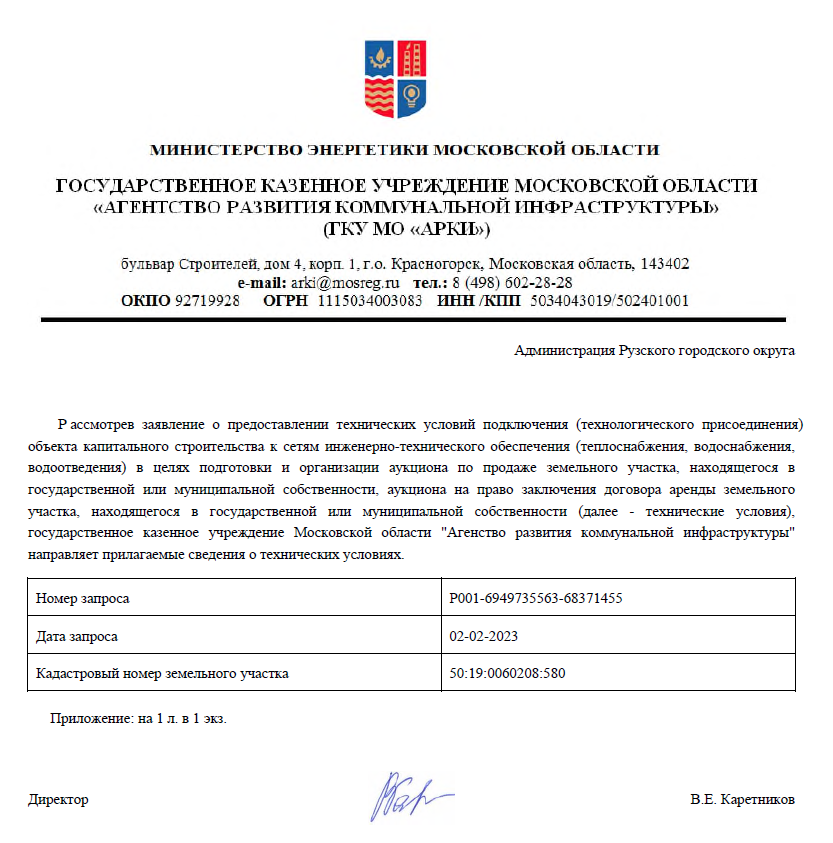 МИНИСТЕРСТВО ЭНЕРГЕТИКИ МОСКОВСКОЙ ОБЛАСТИ
ГОСУДАРСТВЕННОЕ КАЗЕННОЕ УЧРЕЖДЕНИЕ МОСКОВСКОЙ ОБЛАСТИ
«АГЕНТСТВО РАЗВИТИЯ КОММУНАЛЬНОЙ ИНФРАСТРУКТУРЫ»
(ГКУ МО «АРКИ»)
бульвар Строителей, дом 4, корп. 1, г.о. Красногорск, Московская область, 143402
e-mail: arki@mosreg.ru тел.: 8 (498) 602-28-28
ОКПО 92719928 ОГРН 1115034003083 ИНН /КПП 5034043019/502401001
Администрация Рузского городского округа
Р ассмотрев заявление о предоставлении технических условий подключения (технологического присоединения)
объекта капитального строительства к сетям инженерно-технического обеспечения (теплоснабжения, водоснабжения,
водоотведения) в целях подготовки и организации аукциона по продаже земельного участка, находящегося в
государственной или муниципальной собственности, аукциона на право заключения договора аренды земельного
участка, находящегося в государственной или муниципальной собственности (далее - технические условия),
государственное казенное учреждение Московской области "Агенство развития коммунальной инфраструктуры"
направляет прилагаемые сведения о технических условиях.
Номер запроса P001-6949735563-68371455
Дата запроса 02-02-2023
Кадастровый номер земельного участка 50:19:0060208:580
Приложение: на 1 л. в 1 экз.
Директор В.Е. Каретников